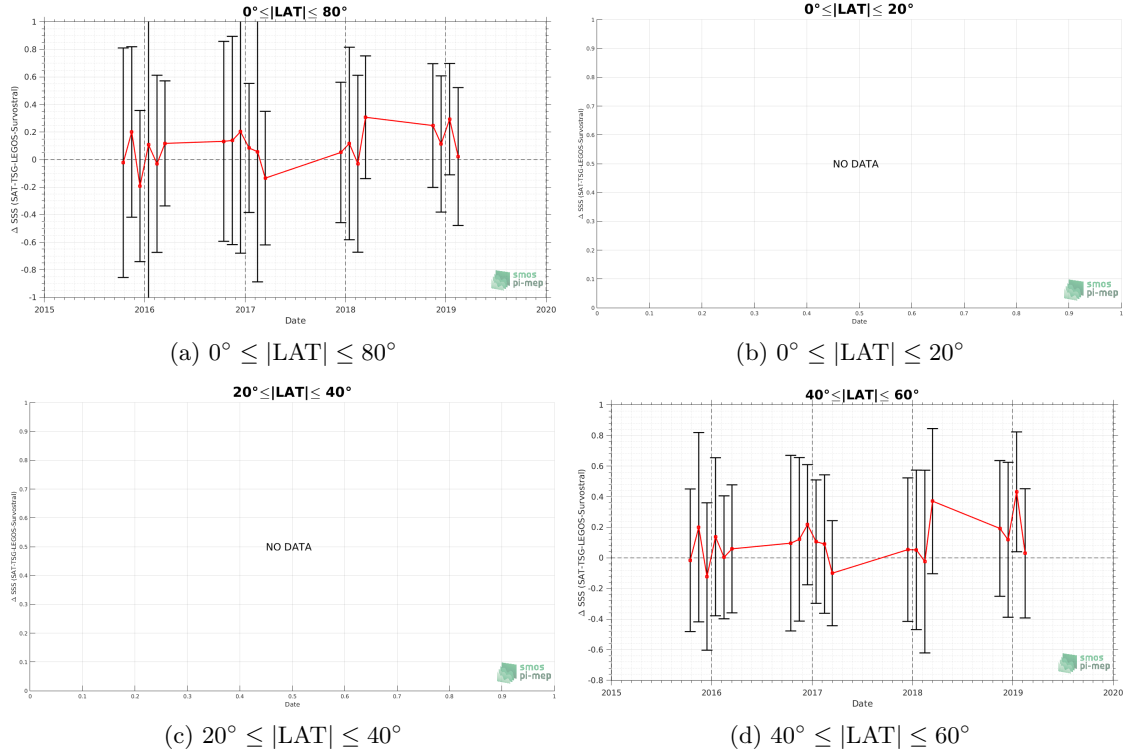 0°≤|LAT|≤ 80°
1
0.8
0.6
0.4
0.2
0
-0.2
-0.4
-0.6
-0.8
-1
Δ SSS (SAT-TSG-LEGOS-Survostral)
2015 2016 2017 2018 2019 2020
Date
smos
pi-mep
(a) 0° ≤ |LAT| ≤ 80°
0°≤|LAT|≤ 20°
1
0.9
0.8
0.7
0.6
0.5
0.4
0.3
0.2
0.1
0
Δ SSS (SAT-TSG-LEGOS-Survostral)
NO DATA
0 0.1 0.2 0.3 0.4 0.5 0.6 0.7 0.8 0.9 1
Date
smos
pi-mep
(b) 0° ≤ |LAT| ≤ 20°
20°≤|LAT|≤ 40°
1
0.9
0.8
0.7
0.6
0.5
0.4
0.3
0.2
0.1
0
Δ SSS (SAT-TSG-LEGOS-Survostral)
NO DATA
0 0.1 0.2 0.3 0.4 0.5 0.6 0.7 0.8 0.9 1
Date
smos
pi-mep
(c) 20° ≤ |LAT| ≤ 40°
40°≤|LAT|≤ 60°
1
0.8
0.6
0.4
0.2
0
-0.2
-0.4
-0.6
-0.8
Δ SSS (SAT-TSG-LEGOS-Survostral)
2015 2016 2017 2018 2019 2020
Date
smos
pi-mep
(d) 40° ≤ |LAT| ≤ 60°